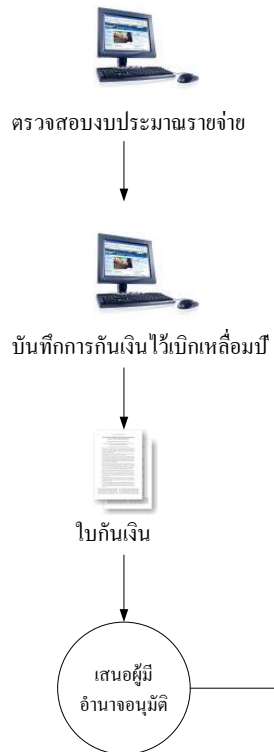 ตรวจสอบงบประมาณรายจ่าย
บันทึกการกันเงินไว้เบิกเหลื่อมปี
ใบกันเงิน
เสนอผู้มี
อำนาจอนุมัติ